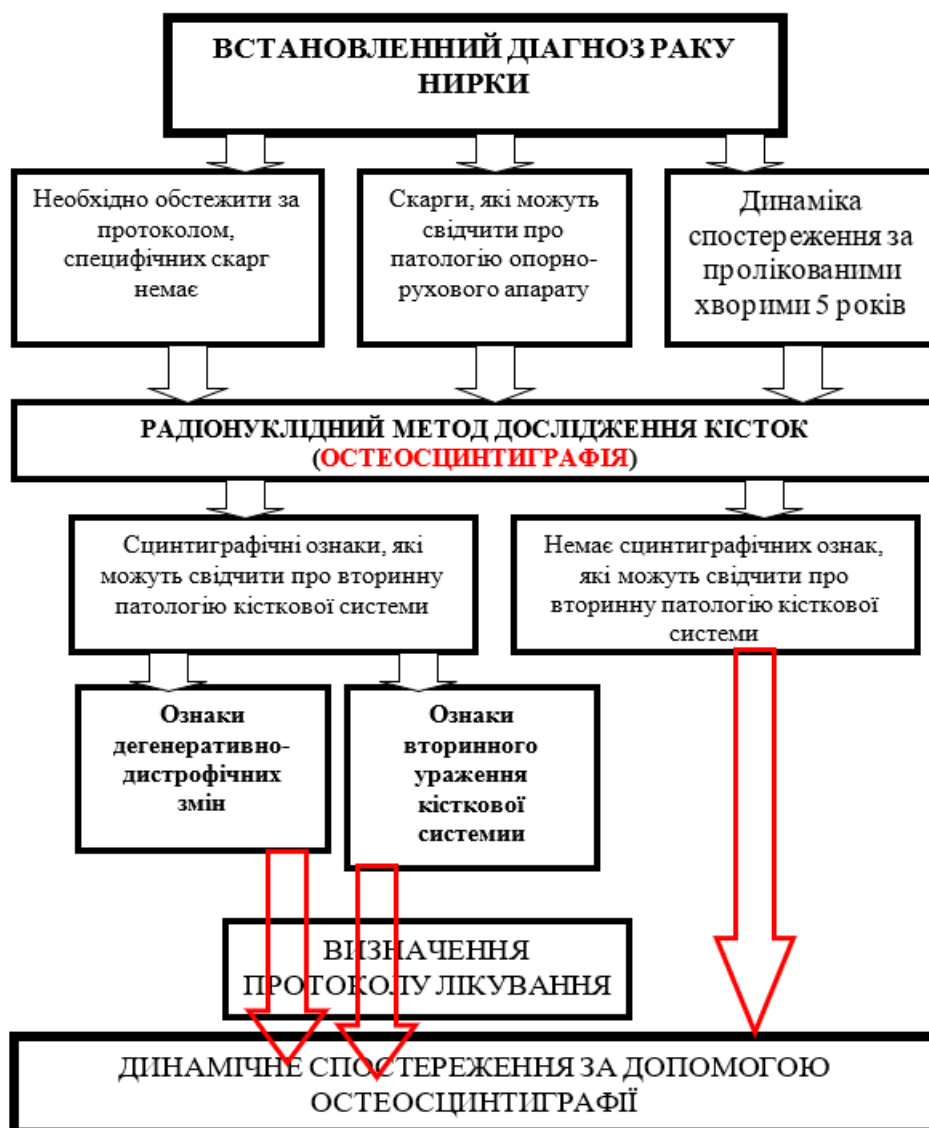 ВСТАНОВЛЕННИЙ ДІАГНОЗ РАКУ
НИРКИ
Необхідно обстежити за
протоколом,
специфічних скарг
немає
Скарги, які можуть
свідчити про
патологію опорно-
рухового апарату
Динаміка
спостереження за
пролікованими
хворими 5 років
РАДІОНУКЛІДНИЙ МЕТОД ДОСЛІДЖЕННЯ КІСТОК
(ОСТЕОСЦИНТИГРАФІЯ)
Сцинтиграфічні ознаки, які
можуть свідчити про вторинну
патологію кісткової системи
Немає сцинтиграфічних ознак,
які можуть свідчити про
вторинну патологію кісткової
системи
Ознаки
дегенеративно-
дистрофічних
змін
Ознаки
вторинного
ураження
кісткової
системии
ВИЗНАЧЕННЯ
ПРОТОКОЛУ ЛІКУВАННЯ
ДИНАМІЧНЕ СПОСТЕРЕЖЕННЯ ЗА ДОПОМОГОЮ
ОСТЕОСЦИНТИГРАФІЇ